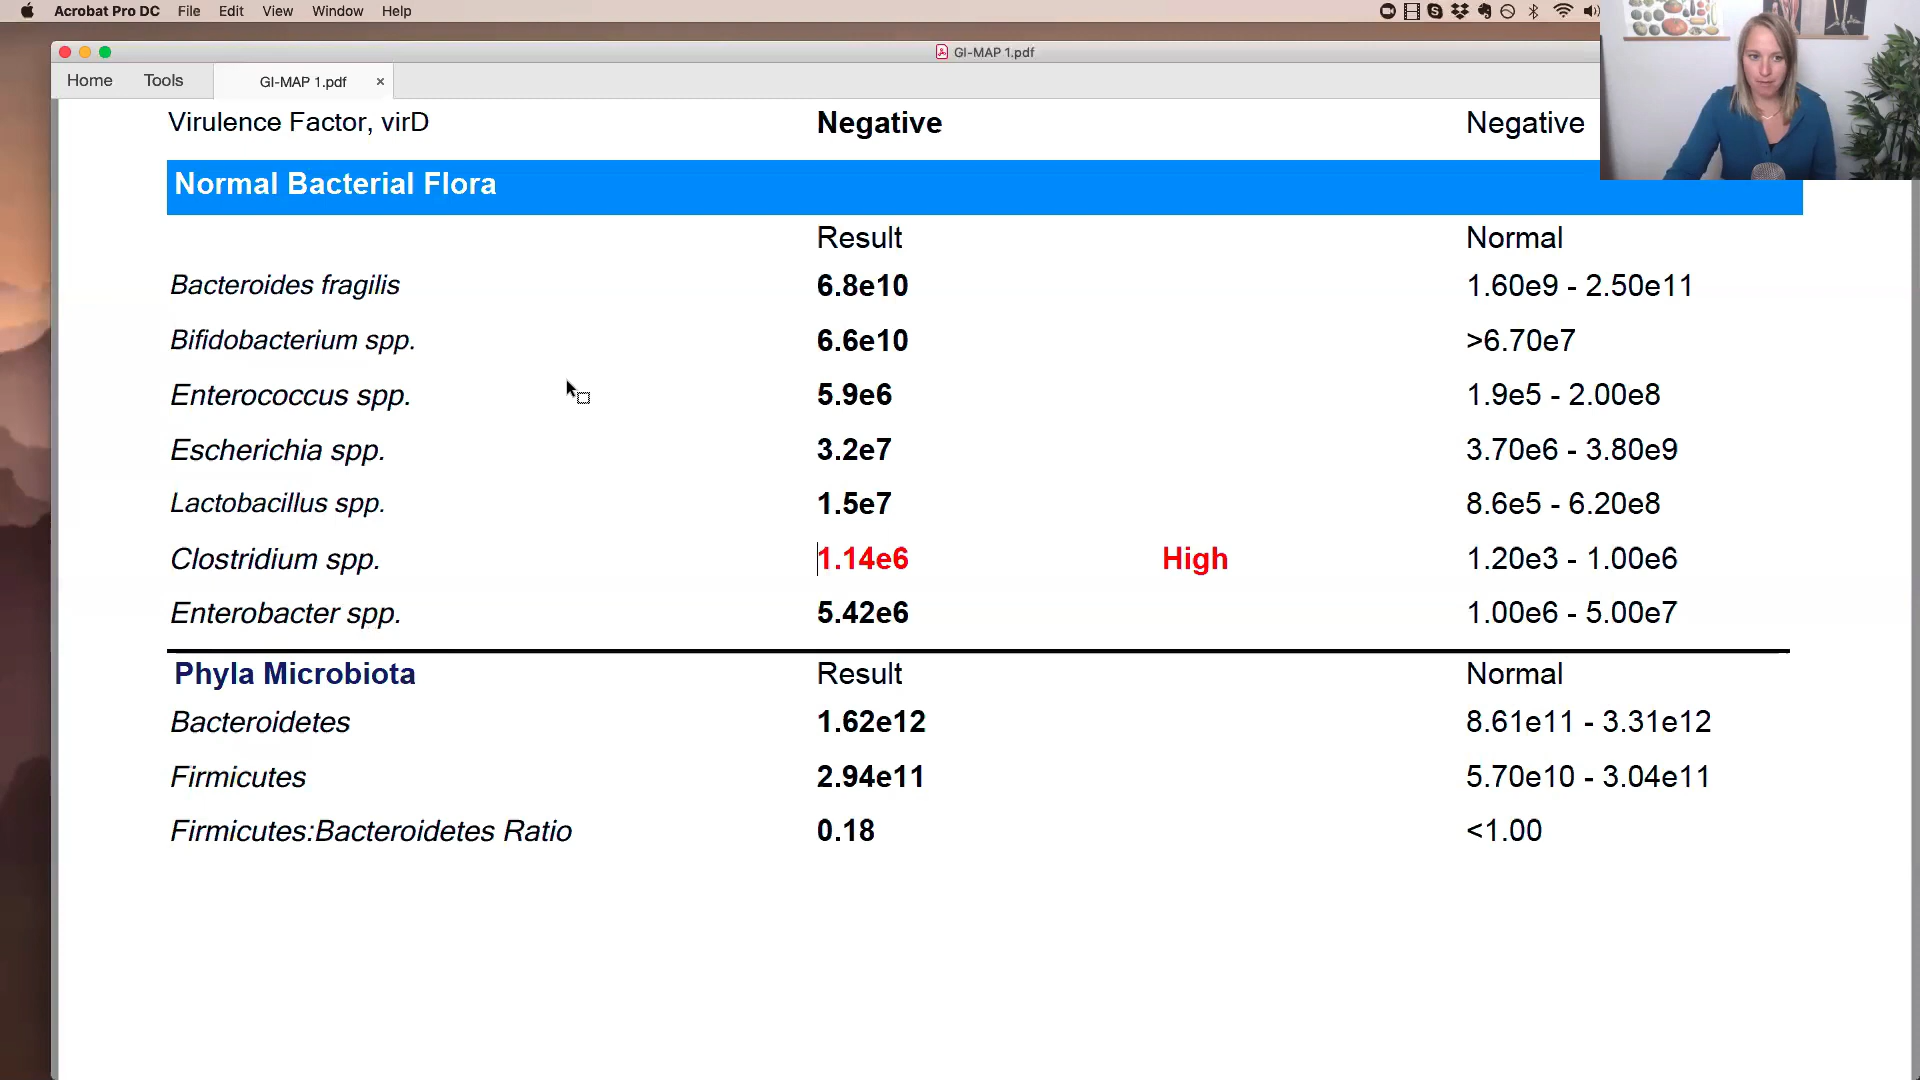 Acrobat Pro DC File Edit View Window Help
GI-MAP 1.pdf
Home Tools GI-MAP 1.pdf ×
Virulence Factor, virD Negative Negative
Normal Bacterial Flora
Result Normal
Bacteroides fragilis 6.8e10 1.60e9 - 2.50e11
Bifidobacterium spp. 6.6e10 >6.70e7
Enterococcus spp. 5.9e6 1.9e5 - 2.00e8
Escherichia spp. 3.2e7 3.70e6 - 3.80e9
Lactobacillus spp. 1.5e7 8.6e5 - 6.20e8
Clostridium spp. 1.14e6 High 1.20e3 - 1.00e6
Enterobacter spp. 5.42e6 1.00e6 - 5.00e7
Phyla Microbiota Result Normal
Bacteroidetes 1.62e12 8.61e11 - 3.31e12
Firmicutes 2.94e11 5.70e10 - 3.04e11
Firmicutes:Bacteroidetes Ratio 0.18 <1.00